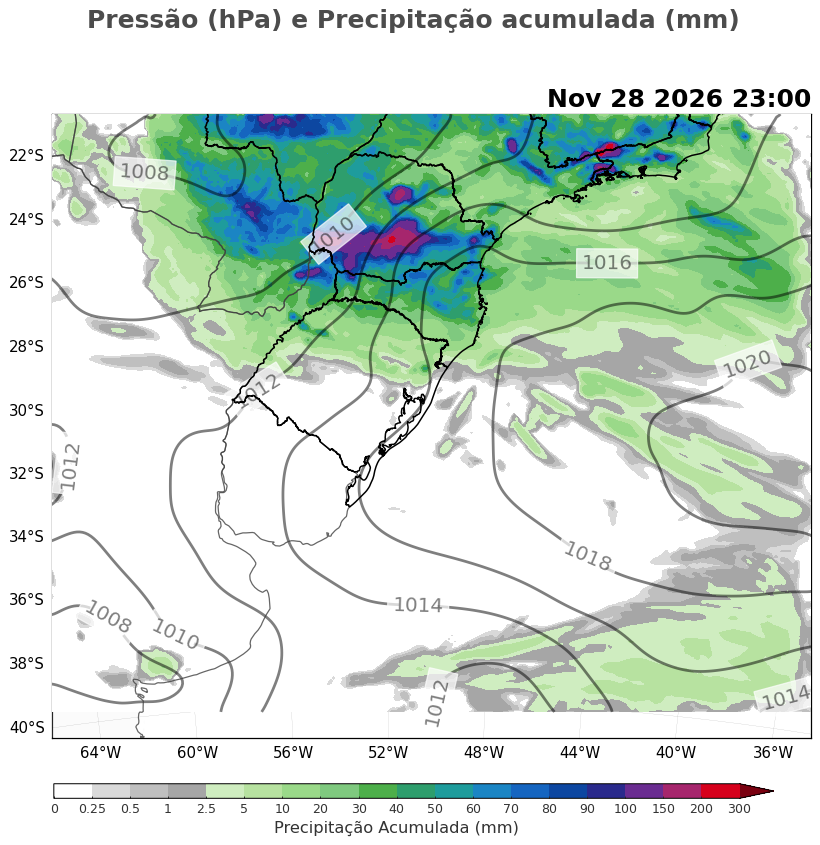 Pressão (hPa) e Precipitação acumulada (mm)
Nov 28 2026 23:00
22°S
24°S
26°S
28°S
30°S
32°S
34°S
36°S
38°S
40°S
1008
1010
1016
1020
1012
1012
1018
1014
1008
1010
1012
1014
64°W 60°W 56°W 52°W 48°W 44°W 40°W 36°W
0 0.25 0.5 1 2.5 5 10 20 30 40 50 60 70 80 90 100 150 200 300
Precipitação Acumulada (mm)